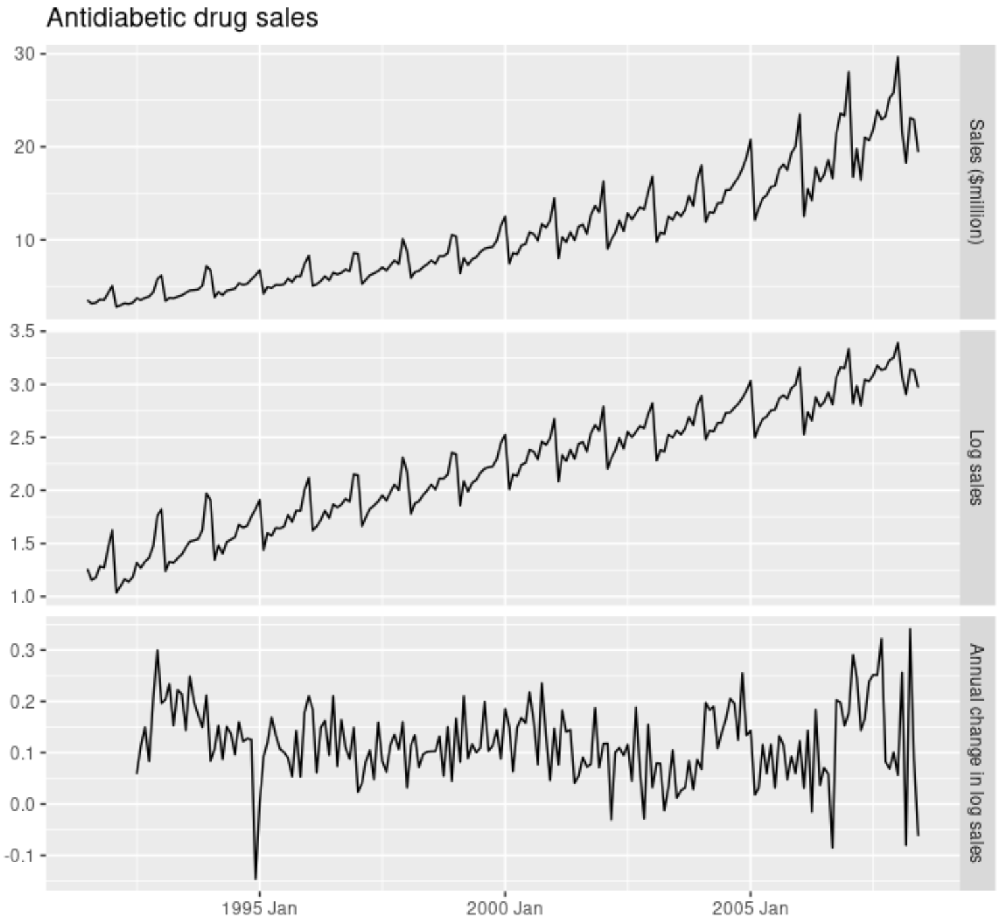 Antidiabetic drug sales
30
20
10
Sales ($million)
3.5
3.0
2.5
2.0
1.5
1.0
Log sales
0.3
0.2
0.1
0.0
-0.1
Annual change in log sales
1995 Jan
2000 Jan
2005 Jan